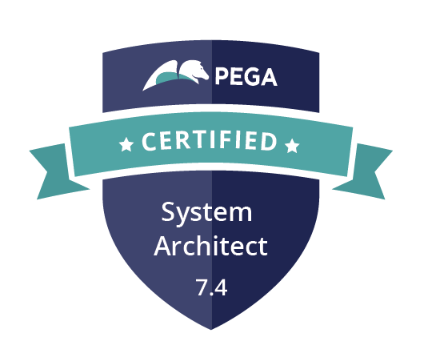 PEGA
CERTIFIED
System
Architect
7.4